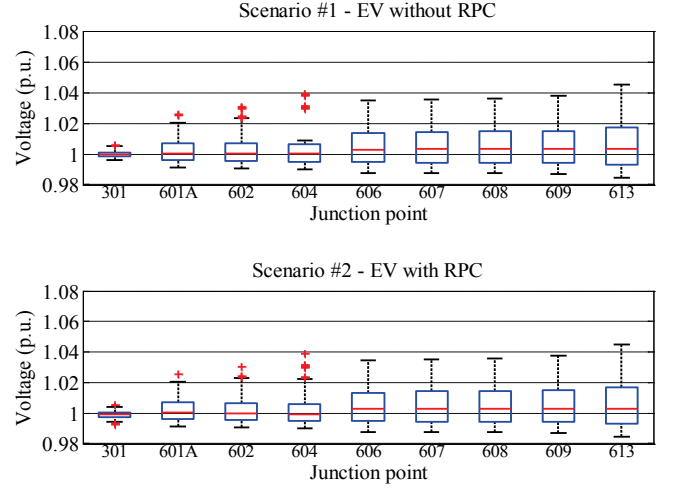 Scenario #1 - EV without RPC
1.08
1.06
1.04
1.02
1
0.98
Voltage (p.u.)
301 601A 602 604 606 607 608 609 613
Junction point
Scenario #2 - EV with RPC
1.08
1.06
1.04
1.02
1
0.98
Voltage (p.u.)
301 601A 602 604 606 607 608 609 613
Junction point